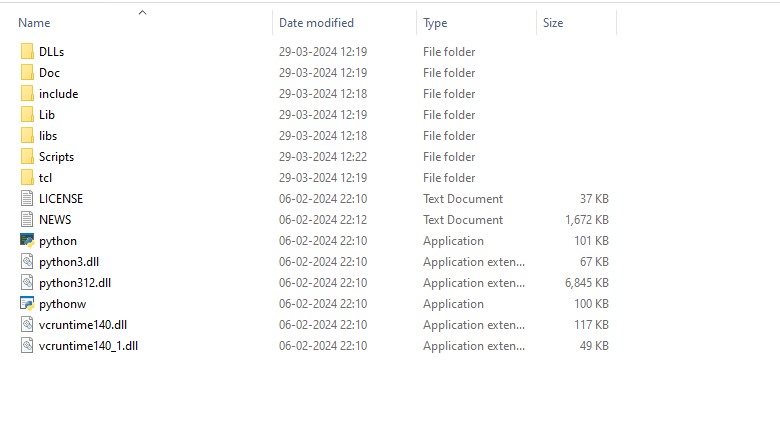 Name Date modified Type Size
DLLs 29-03-2024 12:19 File folder
Doc 29-03-2024 12:19 File folder
include 29-03-2024 12:18 File folder
Lib 29-03-2024 12:19 File folder
libs 29-03-2024 12:18 File folder
Scripts 29-03-2024 12:22 File folder
tcl 29-03-2024 12:19 File folder
LICENSE 06-02-2024 22:10 Text Document 37 KB
NEWS 06-02-2024 22:12 Text Document 1,672 KB
python 06-02-2024 22:10 Application 101 KB
python3.dll 06-02-2024 22:10 Application exten... 67 KB
python312.dll 06-02-2024 22:10 Application exten... 6,845 KB
pythonw 06-02-2024 22:10 Application 100 KB
vcruntime140.dll 06-02-2024 22:10 Application exten... 117 KB
vcruntime140_1.dll 06-02-2024 22:10 Application exten... 49 KB